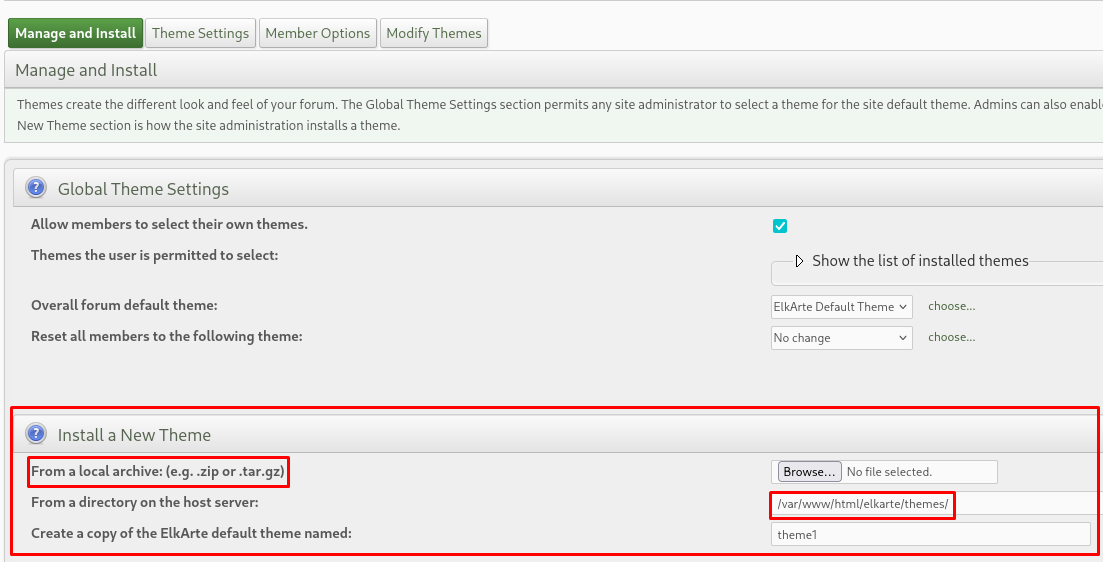 Manage and Install Theme Settings Member Options Modify Themes
Manage and Install
Themes create the different look and feel of your forum. The Global Theme Settings section permits any site administrator to select a theme for the site default theme. Admins can also
New Theme section is how the site administration installs a theme.
? Global Theme Settings
Allow members to select their own themes.
Themes the user is permitted to select:
Show the list of installed themes
Overall forum default theme: ElkArte Default Theme choose...
Reset all members to the following theme: No change choose...
? Install a New Theme
From a local archive: (e.g. .zip or .tar.gz) Browse... No file selected.
From a directory on the host server: /var/www/html/elkarte/themes/
Create a copy of the ElkArte default theme named: theme1